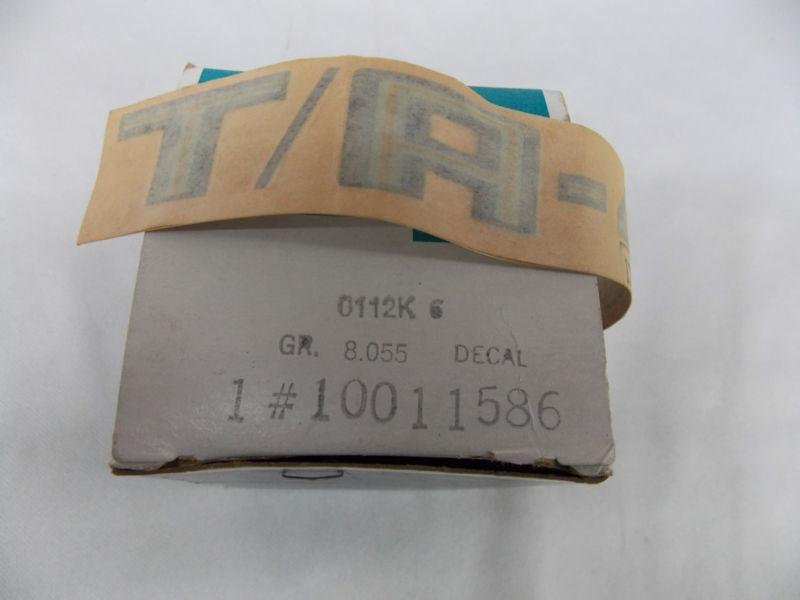 T/A-
0112K 6
GR. 8.055 DECAL
1 #10011586